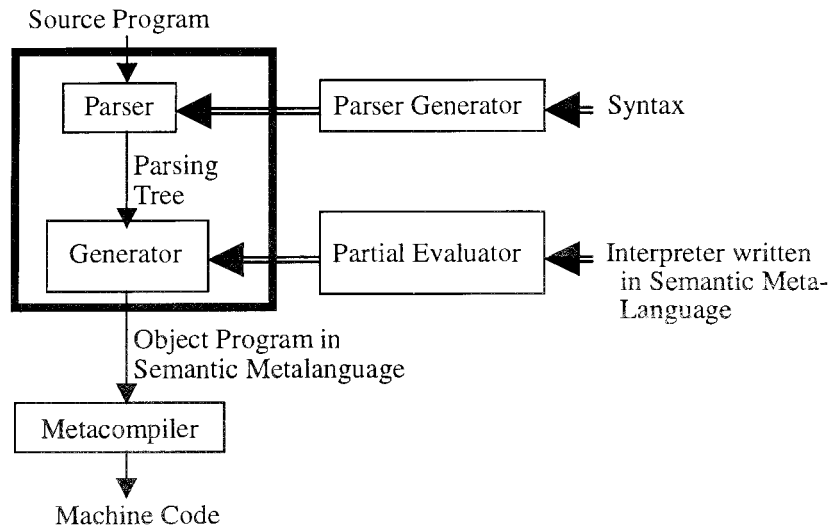 Source Program
Parser
Parser Generator
Syntax
Parsing
Tree
Generator
Partial Evaluator
Interpreter written
in Semantic Meta-
Language
Object Program in
Semantic Metalanguage
Metacompiler
Machine Code